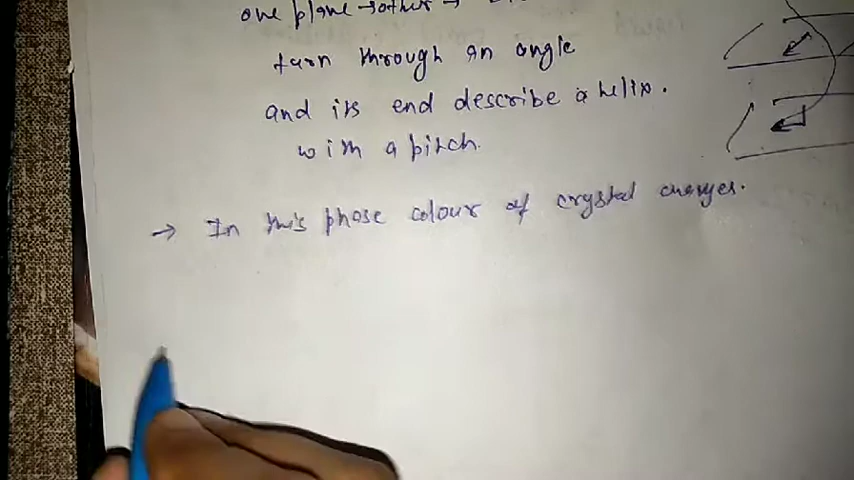 one plane
turn through an angle
and its end describe a helix.
with a pitch.
→ In this phase colour of crystal changes.